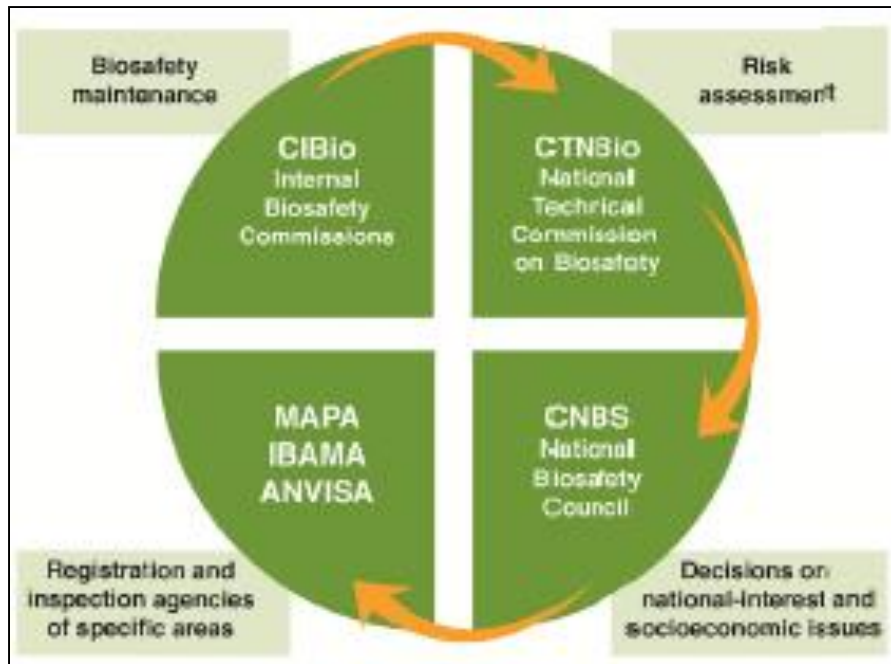 Biosafety
maintenance
Risk
assessment
CIBio
Internal
Biosafety
Commissions
CTNBio
National
Technical
Commission
on Biosafety
MAPA
IBAMA
ANVISA
CNBS
National
Biosafety
Council
Registration and
inspection agencies
of specific areas
Decisions on
national-interest and
socioeconomic issues